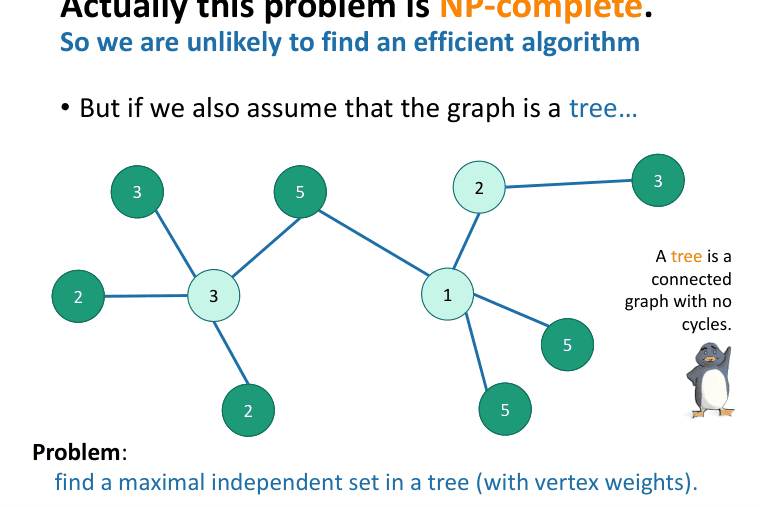 Actually this problem is NP-complete.
So we are unlikely to find an efficient algorithm
• But if we also assume that the graph is a tree…
3
5
2
3
2
3
1
5
2
5
A tree is a
connected
graph with no
cycles.
Problem:
find a maximal independent set in a tree (with vertex weights).